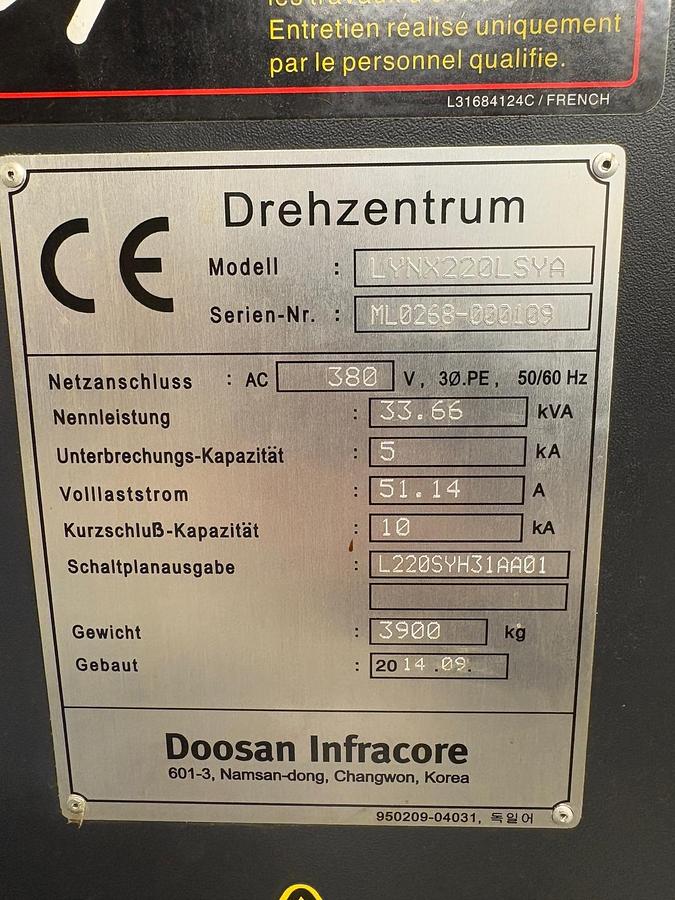 Entretien réalisé uniquement
par le personnel qualifie.
L31684124C / FRENCH
CE
Drehzentrum
Modell : LYNX220LSYA
Serien-Nr. : ML0268-000109
Netzanschluss : AC 380 V, 3Ø.PE, 50/60 Hz
Nennleistung : 33.66 kVA
Unterbrechungs-Kapazität : 5 kA
Volllaststrom : 51.14 A
Kurzschluß-Kapazität : 10 kA
Schaltplanausgabe : L220SYH31AA01
Gewicht : 3900 kg
Gebaut : 2014.09.
Doosan Infracore
601-3, Namsan-dong, Changwon, Korea
950209-04031, 독일어